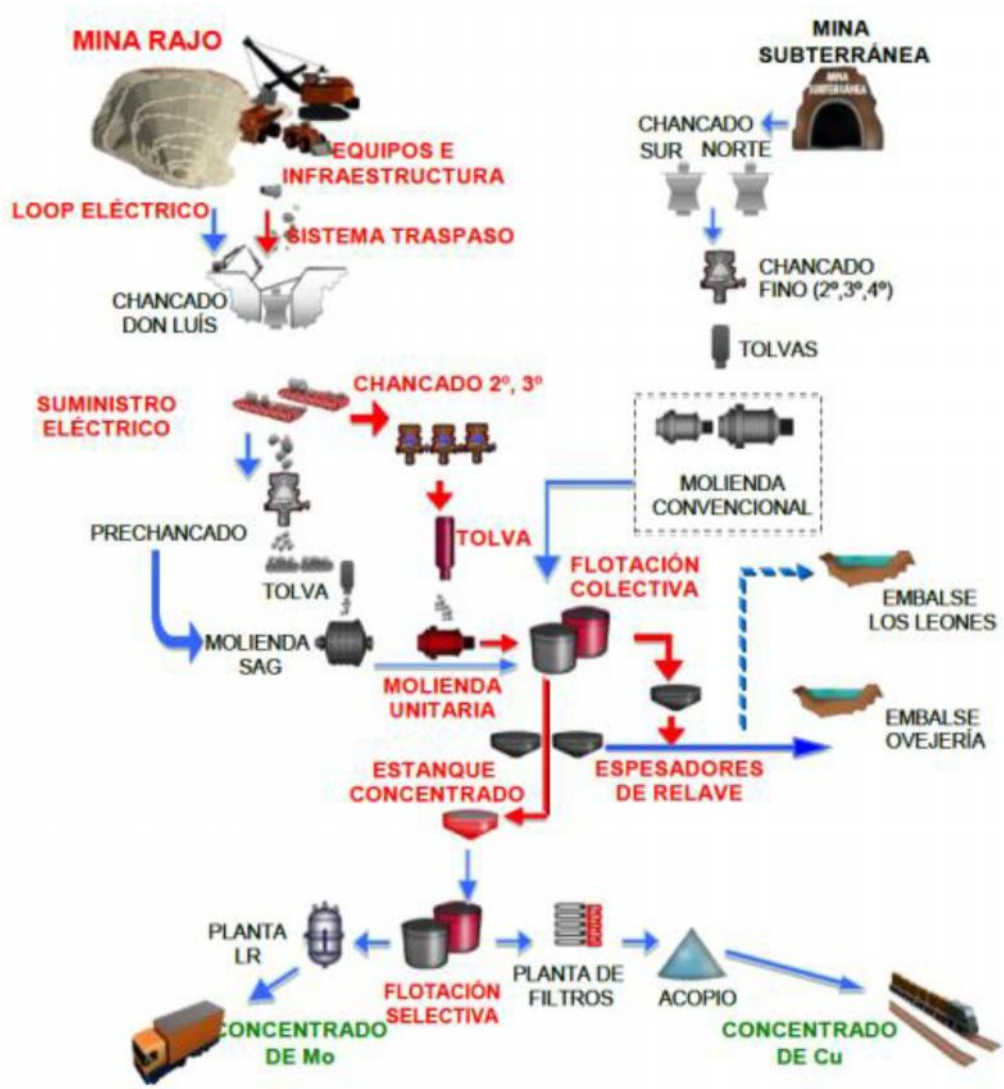 MINA RAJO
MINA
SUBTERRÁNEA
MINA
SUBTERRÁNEA
EQUIPOS E
INFRAESTRUCTURA
CHANCADO
SUR NORTE
LOOP ELÉCTRICO
SISTEMA TRASPASO
CHANCADO
DON LUÍS
CHANCADO
FINO (2º,3º,4º)
TOLVAS
SUMINISTRO
ELÉCTRICO
CHANCADO 2º, 3º
MOLIENDA
CONVENCIONAL
PRECHANCADO
TOLVA
TOLVA
FLOTACIÓN
COLECTIVA
EMBALSE
LOS LEONES
MOLIENDA
SAG
MOLIENDA
UNITARIA
EMBALSE
OVEJERÍA
ESTANQUE
CONCENTRADO
ESPESADORES
DE RELAVE
PLANTA
LR
FLOTACIÓN
SELECTIVA
PLANTA DE
FILTROS
ACOPIO
CONCENTRADO
DE Mo
CONCENTRADO
DE Cu